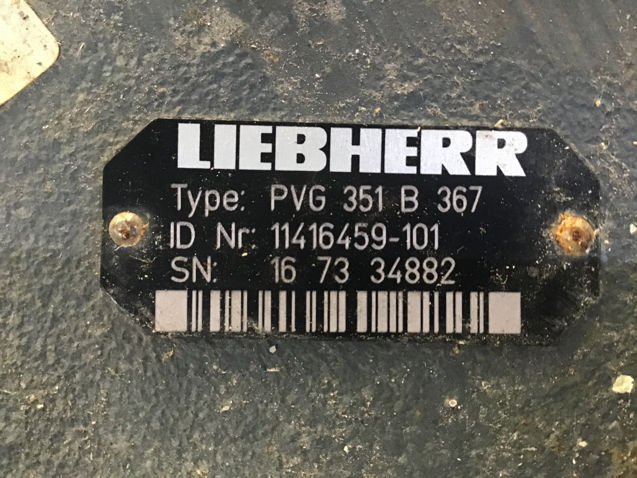 LIEBHERR
Type: PVG 351 B 367
ID Nr: 11416459-101
SN: 16 73 34882